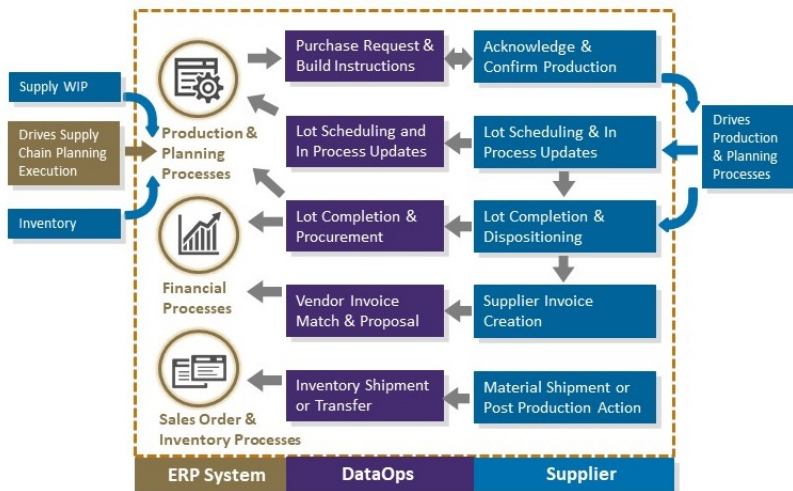 Supply WIP
Drives Supply
Chain Planning
Execution
Inventory
Production &
Planning
Processes
Financial
Processes
Sales Order &
Inventory Processes
Purchase Request &
Build Instructions
Lot Scheduling and
In Process Updates
Lot Completion &
Procurement
Vendor Invoice
Match & Proposal
Inventory Shipment
or Transfer
Acknowledge &
Confirm Production
Lot Scheduling & In
Process Updates
Lot Completion &
Dispositioning
Supplier Invoice
Creation
Material Shipment or
Post Production Action
Drives
Production
& Planning
Processes
ERP System
DataOps
Supplier